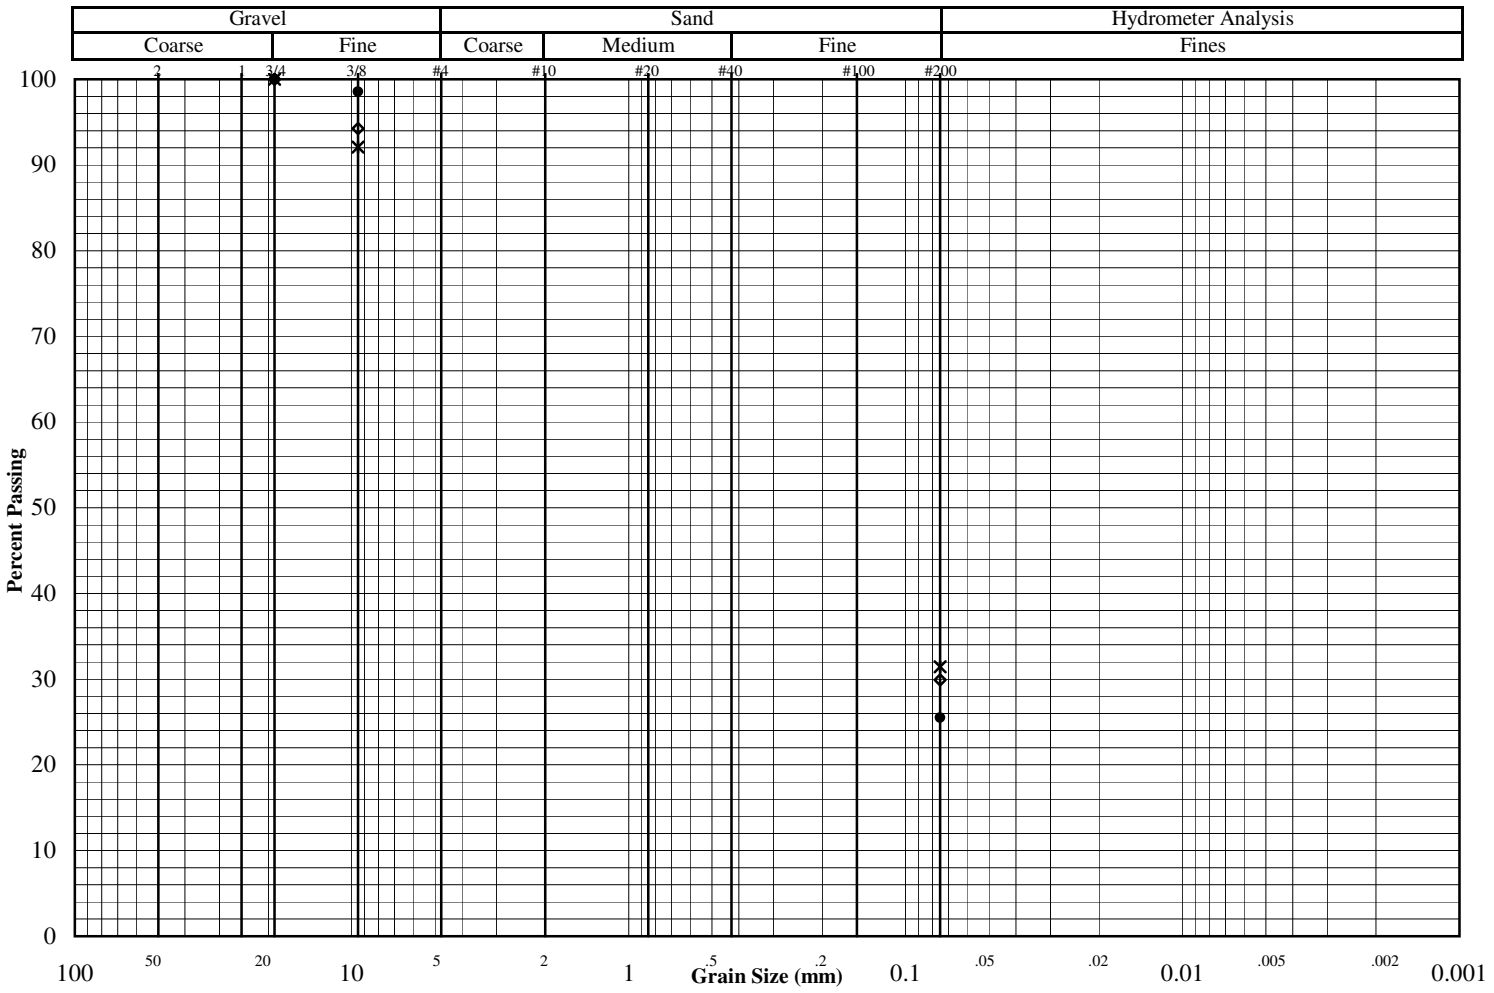 Gravel Sand Hydrometer Analysis
Coarse Fine Coarse Medium Fine Fines
2 1 3/4 3/8 #4 #10 #20 #40 #100 #200
100
90
80
70
60
50
40
30
20
10
0
Percent Passing
100 50 20 10 5 2 1 .5 .2 0.1 .05 .02 0.01 .005 .002 0.001
Grain Size (mm)